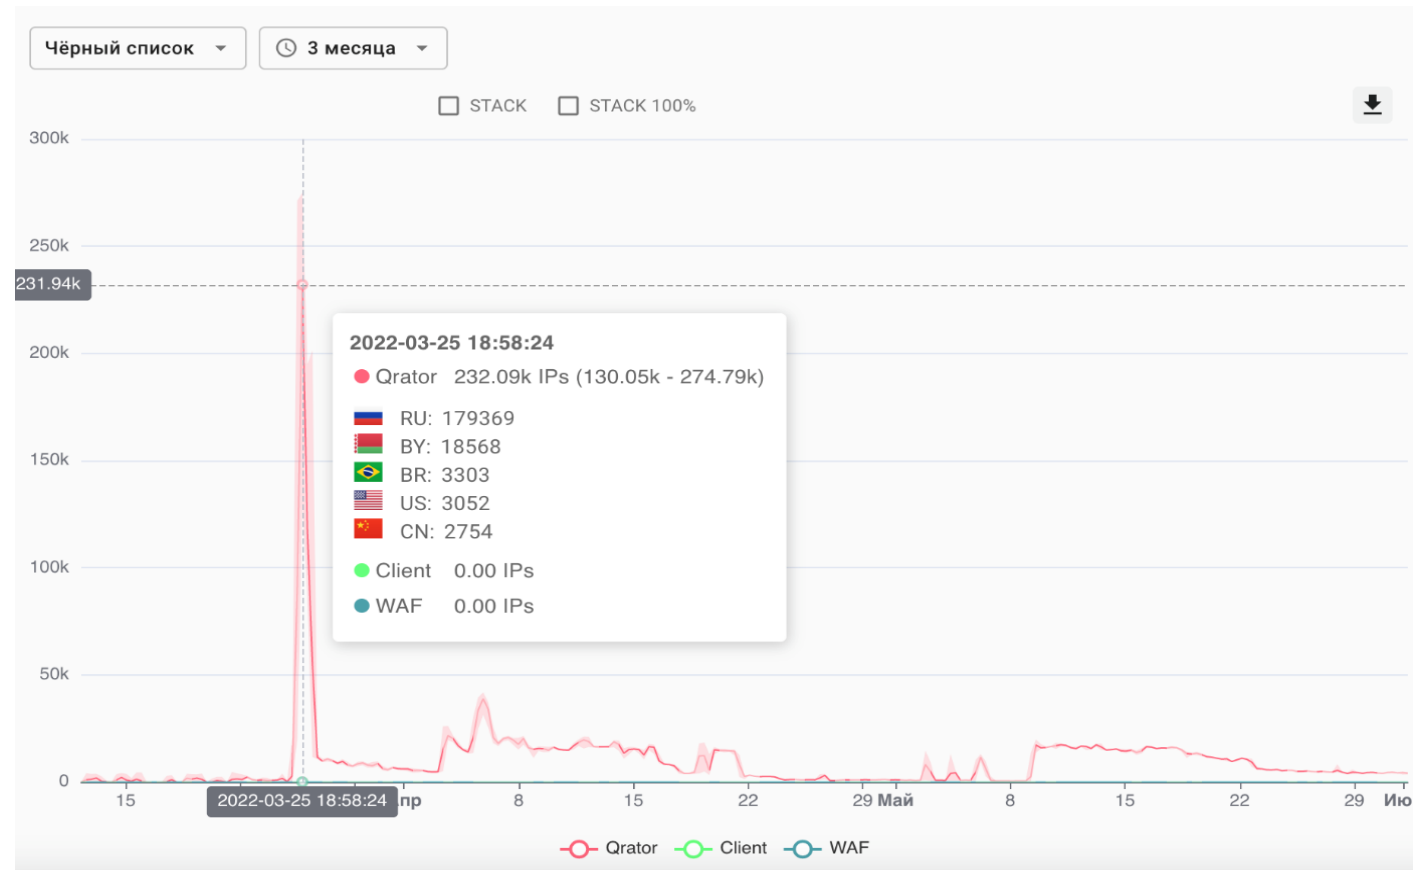 Чёрный список
3 месяца
STACK
STACK 100%
300k
250k
231.94k
200k
150k
100k
50k
0
2022-03-25 18:58:24
Qrator 232.09k IPs (130.05k - 274.79k)
RU: 179369
BY: 18568
BR: 3303
US: 3052
CN: 2754
Client 0.00 IPs
WAF 0.00 IPs
15 2022-03-25 18:58:24 пр 8 15 22 29 Май 8 15 22 29 Ию
Qrator Client WAF